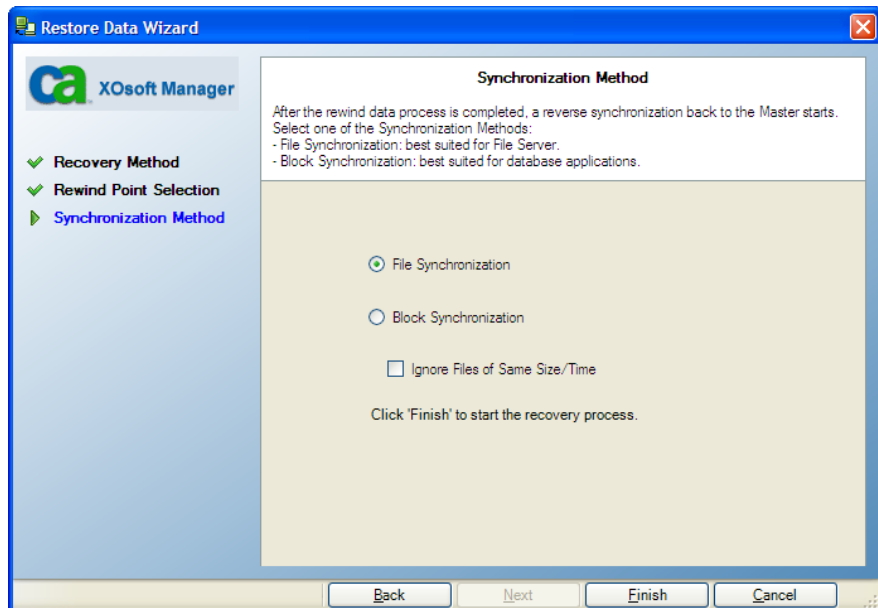 Restore Data Wizard
ca XOsoft Manager
Recovery Method
Rewind Point Selection
Synchronization Method
Synchronization Method
After the rewind data process is completed, a reverse synchronization back to the Master starts.
Select one of the Synchronization Methods:
- File Synchronization: best suited for File Server.
- Block Synchronization: best suited for database applications.
File Synchronization
Block Synchronization
Ignore Files of Same Size/Time
Click 'Finish' to start the recovery process.
Back Next Finish Cancel